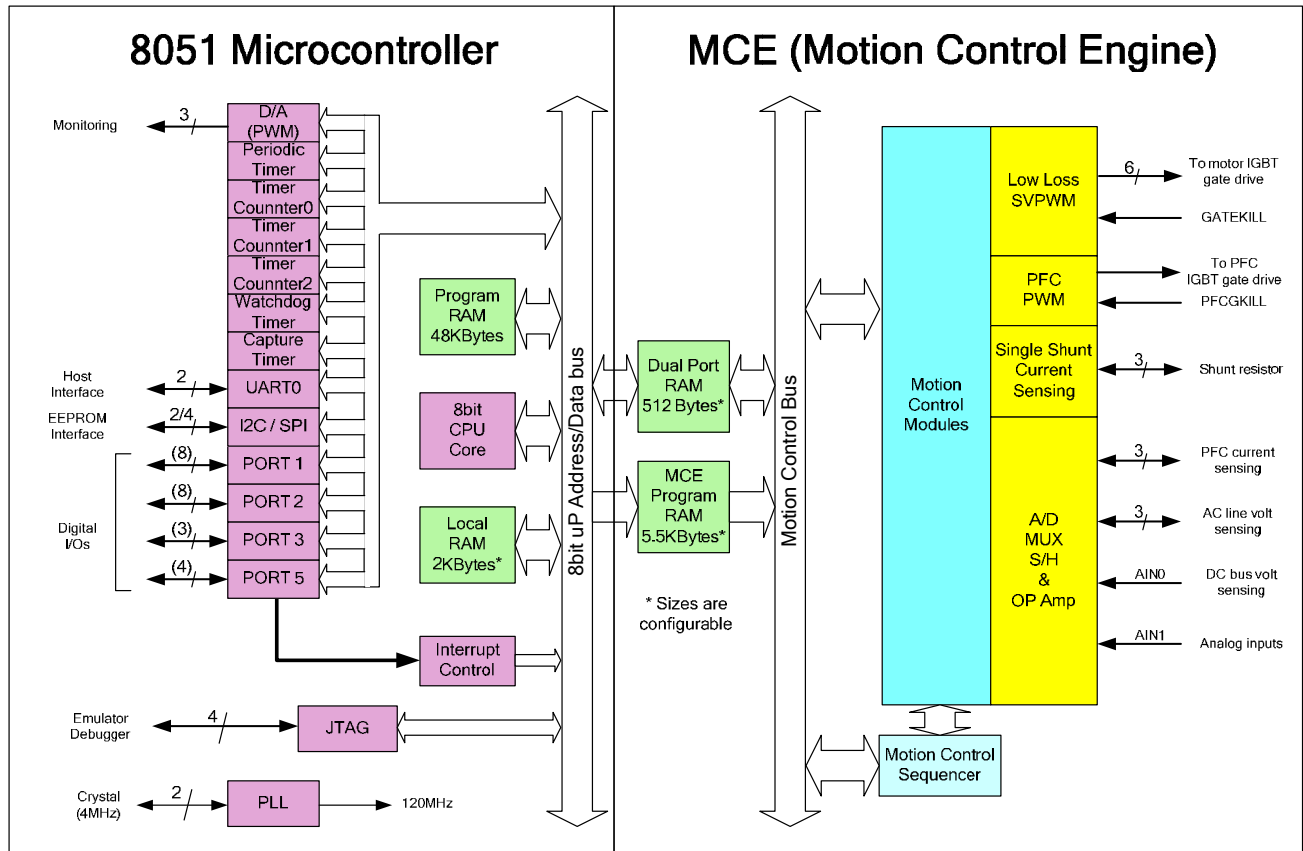 8051 Microcontroller
MCE (Motion Control Engine)
Monitoring
3
D/A
(PWM)
Periodic
Timer
Timer
Counnter0
Timer
Counnter1
Timer
Counnter2
Watchdog
Timer
Capture
Timer
Host
Interface
2
UART0
EEPROM
Interface
2/4
I2C / SPI
Digital
I/Os
(8)
PORT 1
(8)
PORT 2
(3)
PORT 3
(4)
PORT 5
Interrupt
Control
Emulator
Debugger
4
JTAG
Crystal
(4MHz)
2
PLL
120MHz
Program
RAM
48KBytes
8bit
CPU
Core
Local
RAM
2KBytes*
8bit uP Address/Data bus
Dual Port
RAM
512 Bytes*
MCE
Program
RAM
5.5KBytes*
* Sizes are
configurable
Motion Control Bus
Motion
Control
Modules
Motion Control
Sequencer
Low Loss
SVPWM
6
To motor IGBT
gate drive
GATEKILL
PFC
PWM
To PFC
IGBT gate drive
PFCGKILL
Single Shunt
Current
Sensing
3
Shunt resistor
A/D
MUX
S/H
&
OP Amp
3
PFC current
sensing
3
AC line volt
sensing
AIN0
DC bus volt
sensing
AIN1
Analog inputs